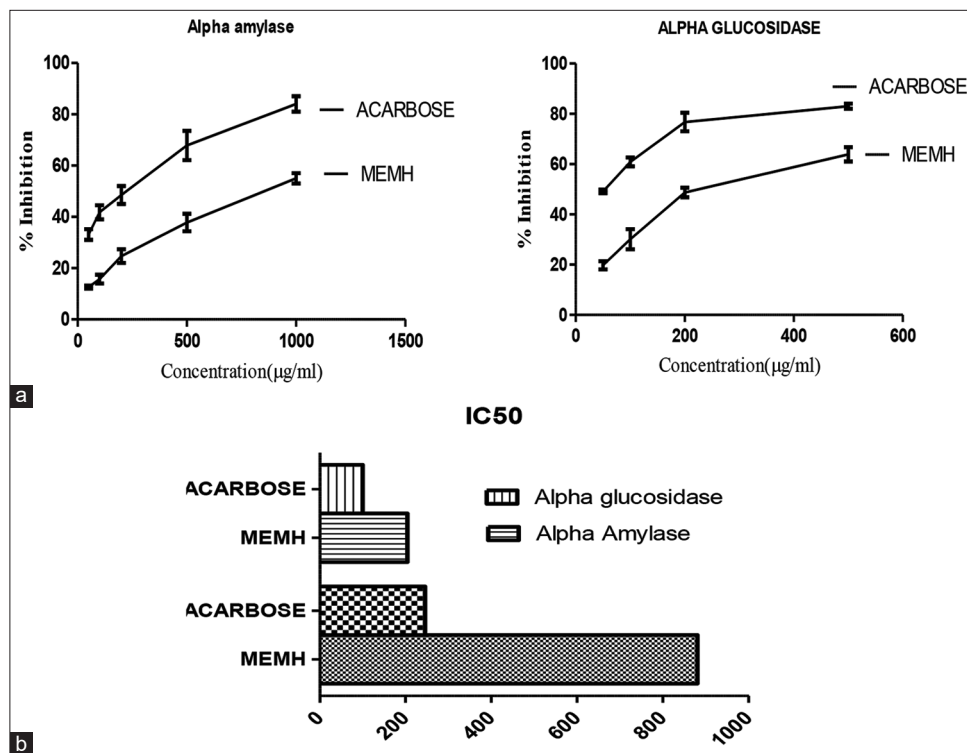 Alpha amylase
100
80
60
40
20
0
% Inhibition
ACARBOSE
MEMH
0 500 1000 1500
Concentration(μg/ml)
ALPHA GLUCOSIDASE
100
80
60
40
20
0
% Inhibition
ACARBOSE
MEMH
0 200 400 600
Concentration(μg/ml)
a
IC50
ACARBOSE
MEMH
ACARBOSE
MEMH
Alpha glucosidase
Alpha Amylase
0 200 400 600 800 1000
b